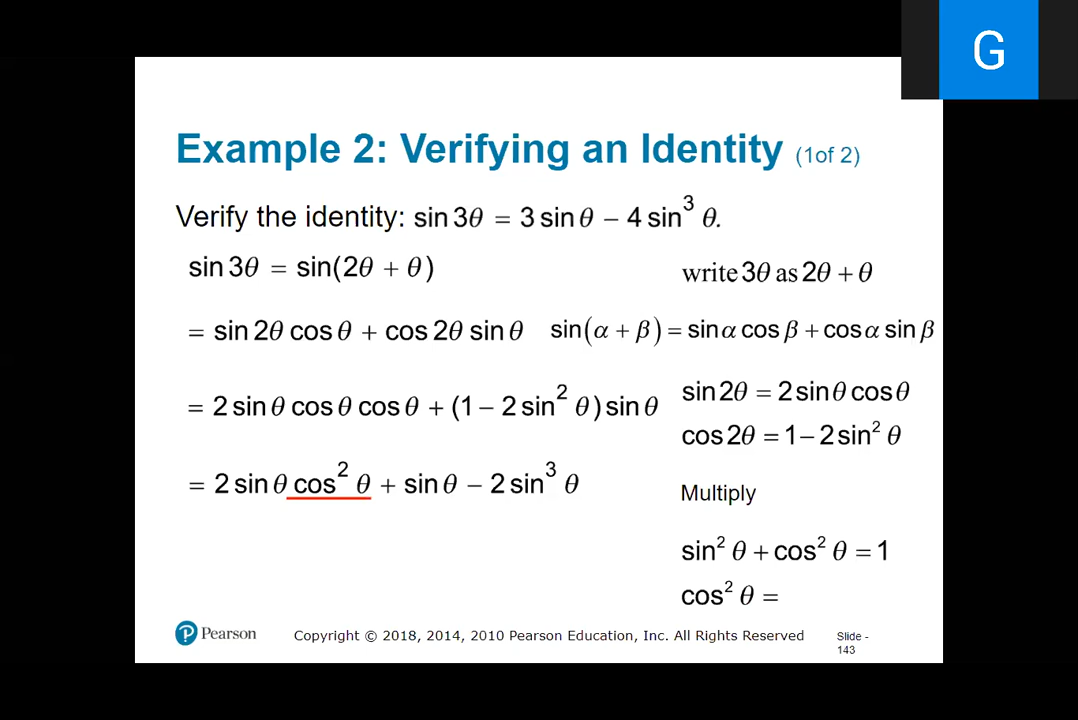 G
Example 2: Verifying an Identity (1of 2)
Verify the identity: sin 3θ = 3 sin θ − 4 sin³ θ.
sin 3θ = sin(2θ + θ) write 3θ as 2θ + θ
= sin 2θ cos θ + cos 2θ sin θ sin(α + β) = sin α cos β + cos α sin β
= 2 sin θ cos θ cos θ + (1 − 2 sin² θ) sin θ sin 2θ = 2 sin θ cos θ
cos 2θ = 1 − 2 sin² θ
= 2 sin θ cos² θ + sin θ − 2 sin³ θ Multiply
sin² θ + cos² θ = 1
cos² θ =
P Pearson Copyright © 2018, 2014, 2010 Pearson Education, Inc. All Rights Reserved Slide -
143